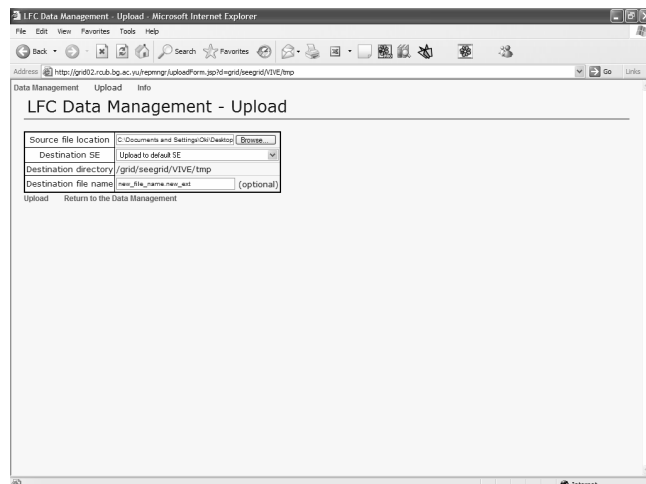 LFC Data Management - Upload - Microsoft Internet Explorer
File Edit View Favorites Tools Help
Back Search Favorites
Address http://grid02.rcub.bg.ac.yu/repmngr/uploadForm.jsp?d=grid/seegrid/VIVE/tmp Go Links
Data Management Upload Info
LFC Data Management - Upload
Source file location C:\Documents and Settings\Oki\Desktop Browse...
Destination SE Upload to default SE
Destination directory /grid/seegrid/VIVE/tmp
Destination file name new_file_name.new_ext (optional)
Upload Return to the Data Management
Internet